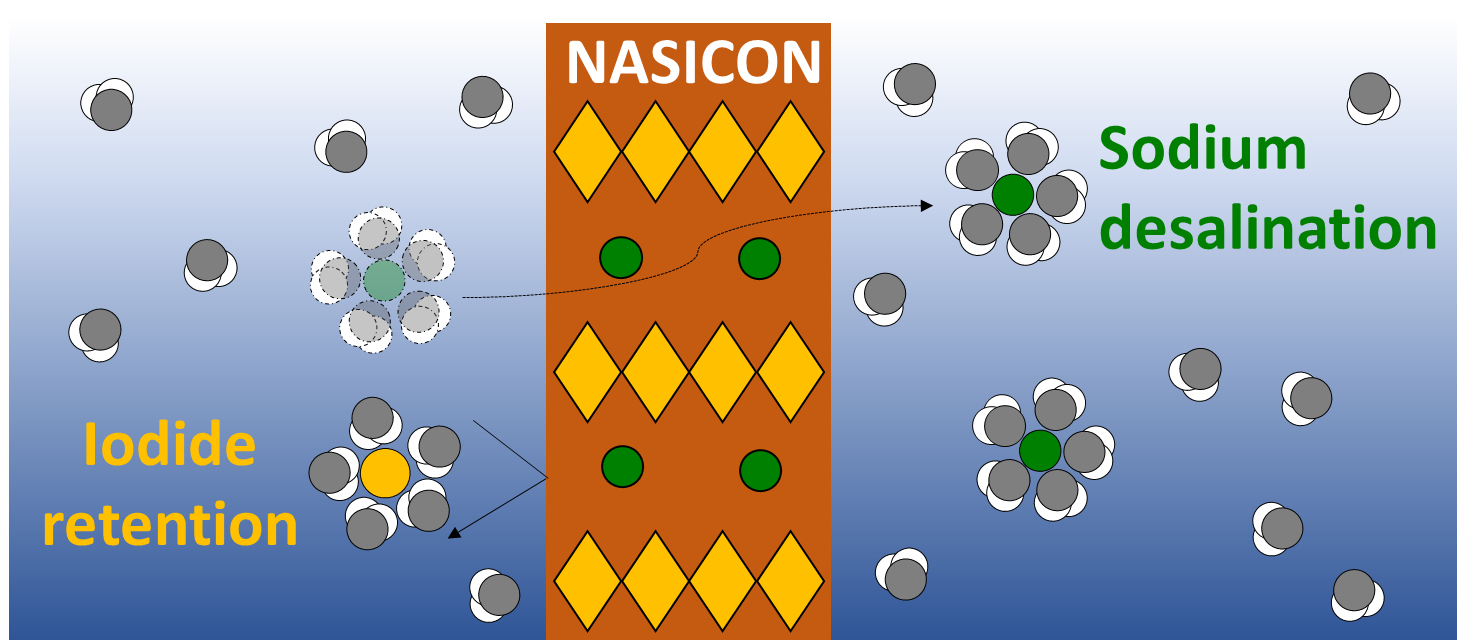 NASICON
Sodium
desalination
Iodide
retention